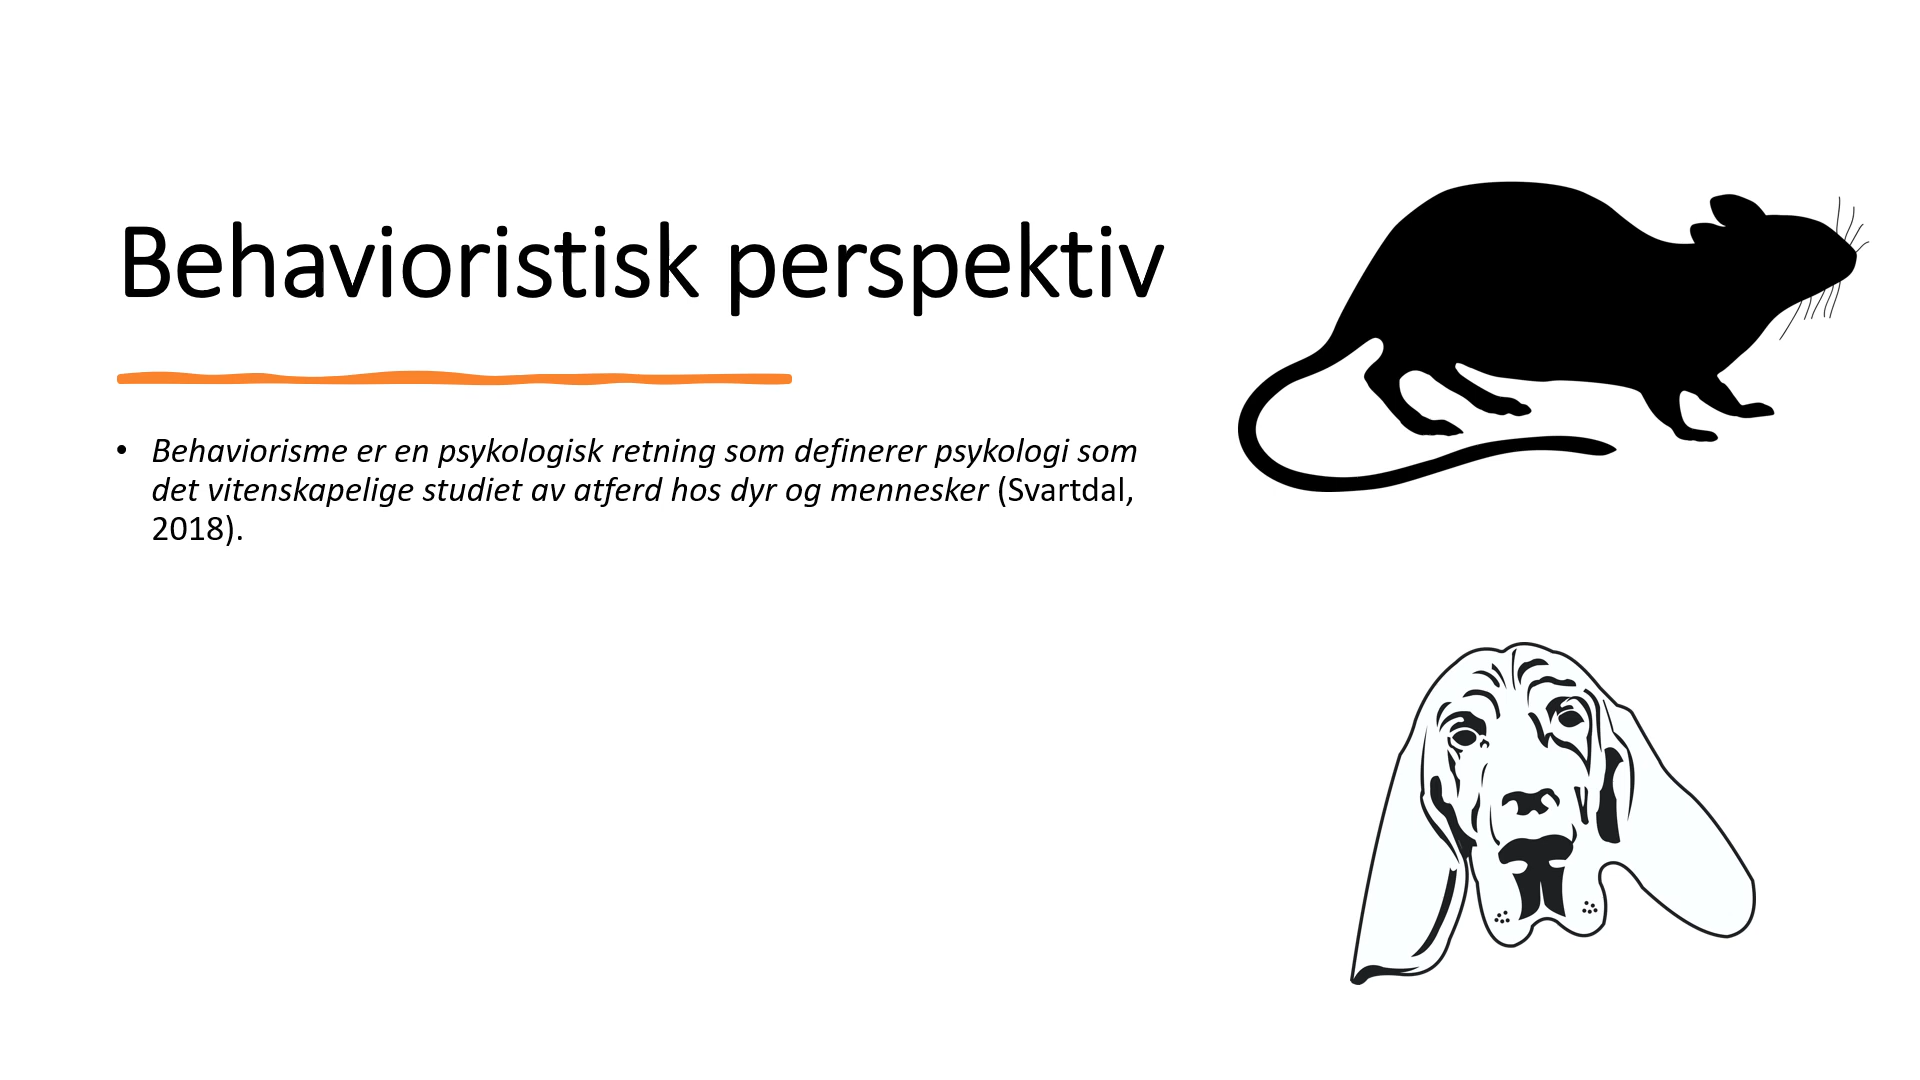 Behavioristisk perspektiv
• Behaviorisme er en psykologisk retning som definerer psykologi som
det vitenskapelige studiet av atferd hos dyr og mennesker (Svartdal,
2018).